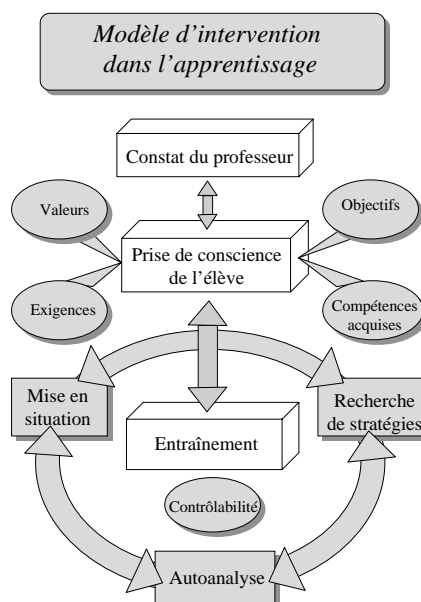 Modèle d'intervention
dans l'apprentissage
Constat du professeur
Valeurs
Objectifs
Prise de conscience
de l'élève
Exigences
Compétences
acquises
Mise en
situation
Recherche
de stratégies
Entraînement
Contrôlabilité
Autoanalyse